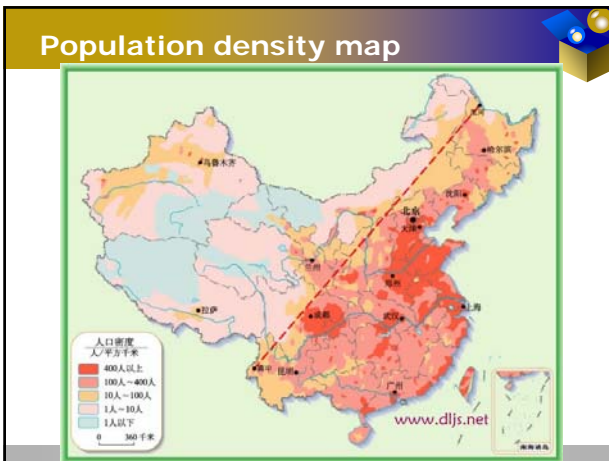 Population density map
黑河
哈尔滨
乌鲁木齐
沈阳
北京
天津
兰州
郑州
拉萨
成都
武汉
上海
腾冲
昆明
广州
人口密度
人/平方千米
400人以上
100人~400人
10人~100人
1人~10人
1人以下
0 360千米
www.dljs.net
南海诸岛